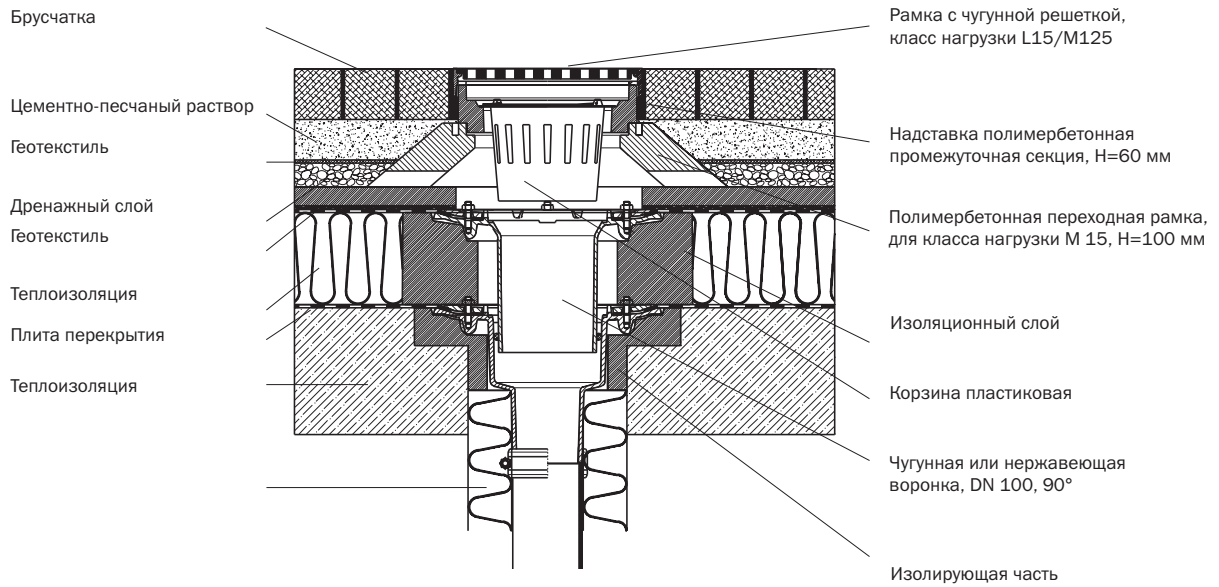 Брусчатка
Цементно-песчаный раствор
Геотекстиль
Дренажный слой
Геотекстиль
Теплоизоляция
Плита перекрытия
Теплоизоляция
Рамка с чугунной решеткой,
класс нагрузки L15/M125
Надставка полимербетонная
промежуточная секция, H=60 мм
Полимербетонная переходная рамка,
для класса нагрузки М 15, H=100 мм
Изоляционный слой
Корзина пластиковая
Чугунная или нержавеющая
воронка, DN 100, 90°
Изолирующая часть